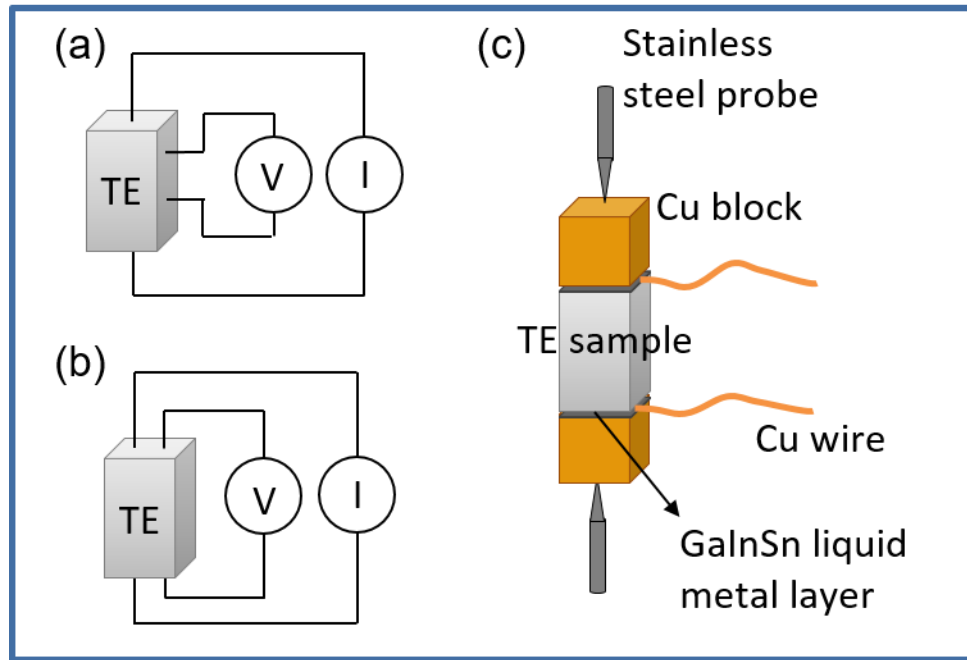 (a)
TE
V
I
(b)
TE
V
I
(c)
Stainless
steel probe
Cu block
TE sample
Cu wire
GaInSn liquid
metal layer